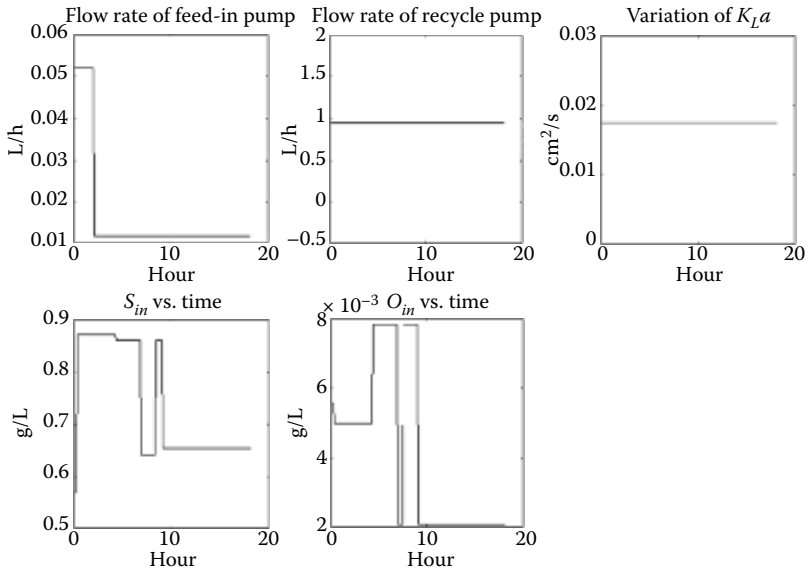 Flow rate of feed-in pump
0.06
0.05
0.04
0.03
0.02
0.01
L/h
0 10 20
Hour
Flow rate of recycle pump
2
1.5
1
0.5
0
−0.5
L/h
0 10 20
Hour
Variation of K_La
0.03
0.02
0.01
0
cm²/s
0 10 20
Hour
S_in vs. time
0.9
0.8
0.7
0.6
0.5
g/L
0 10 20
Hour
× 10⁻³ O_in vs. time
8
6
4
2
g/L
0 10 20
Hour